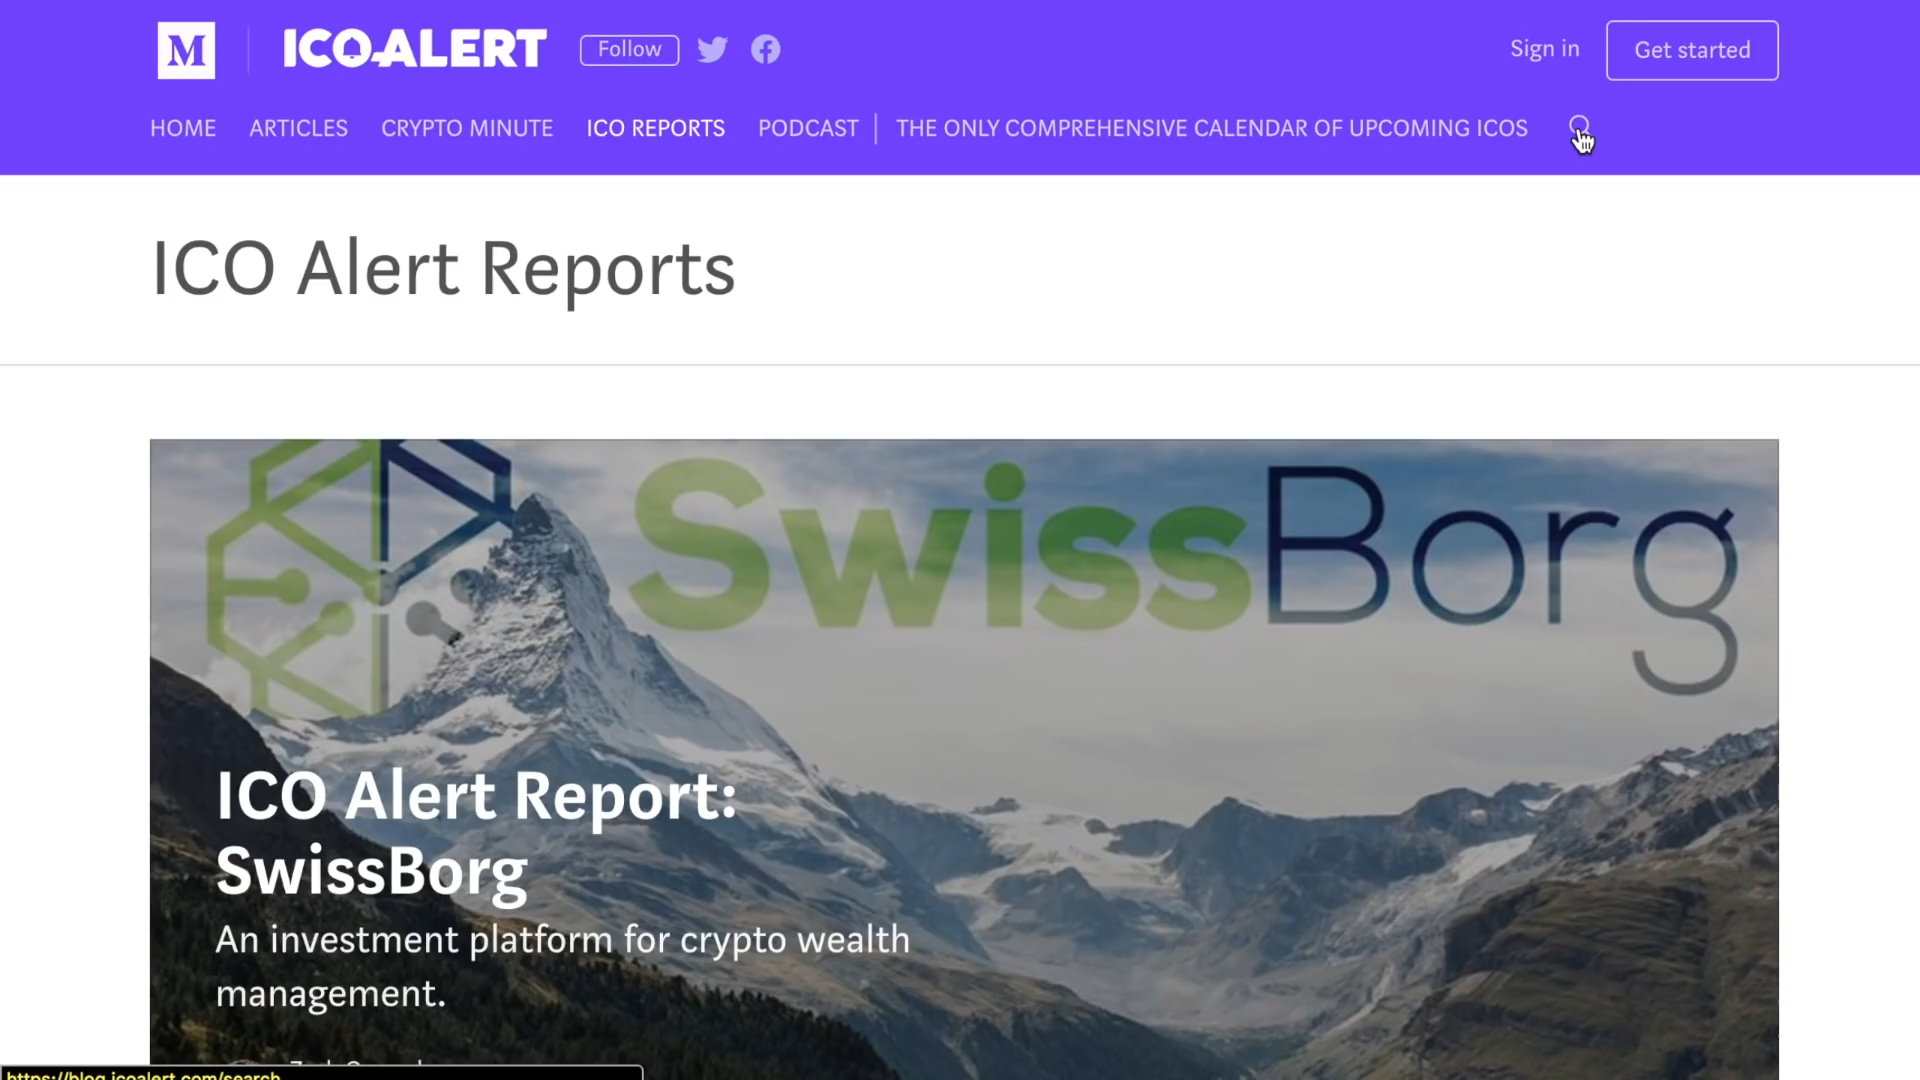 M ICOALERT Follow Sign in Get started
HOME ARTICLES CRYPTO MINUTE ICO REPORTS PODCAST THE ONLY COMPREHENSIVE CALENDAR OF UPCOMING ICOS
ICO Alert Reports
SwissBorg
ICO Alert Report:
SwissBorg
An investment platform for crypto wealth
management.
https://blog.icoalert.com/search